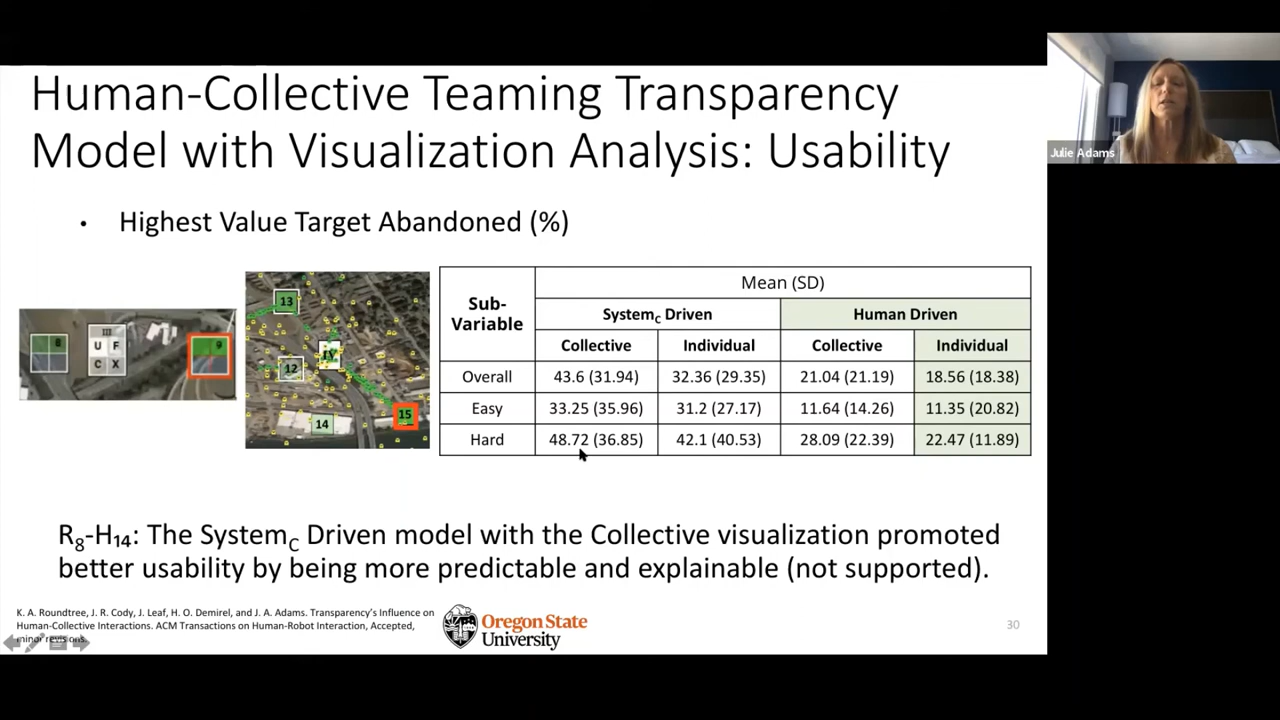 Human-Collective Teaming Transparency
Model with Visualization Analysis: Usability
Julie Adams
• Highest Value Target Abandoned (%)
8
III
U F
C X
9
13
IV
12
14
15
Sub-
Variable
Mean (SD)
SystemC Driven
Human Driven
Collective Individual Collective Individual
Overall 43.6 (31.94) 32.36 (29.35) 21.04 (21.19) 18.56 (18.38)
Easy 33.25 (35.96) 31.2 (27.17) 11.64 (14.26) 11.35 (20.82)
Hard 48.72 (36.85) 42.1 (40.53) 28.09 (22.39) 22.47 (11.89)
R8-H14: The SystemC Driven model with the Collective visualization promoted
better usability by being more predictable and explainable (not supported).
K. A. Roundtree, J. R. Cody, J. Leaf, H. O. Demirel, and J. A. Adams. Transparency's Influence on
Human-Collective Interactions. ACM Transactions on Human-Robot Interaction, Accepted,
minor revisions.
Oregon State
University
30